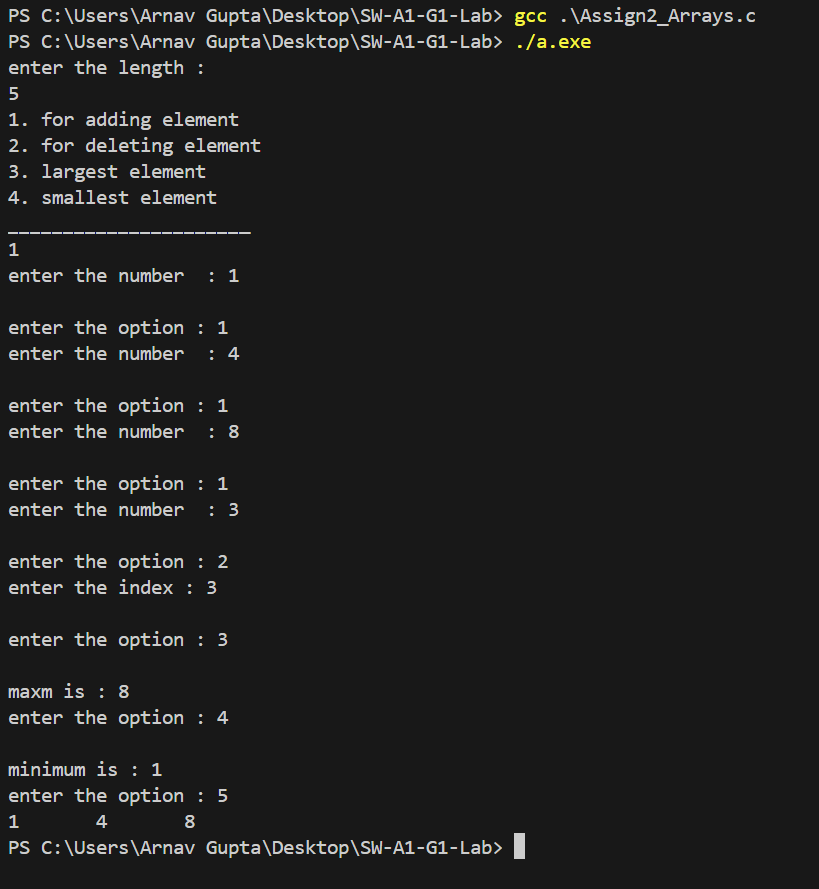 PS C:\Users\Arnav Gupta\Desktop\SW-A1-G1-Lab> gcc .\Assign2_Arrays.c
PS C:\Users\Arnav Gupta\Desktop\SW-A1-G1-Lab> ./a.exe
enter the length :
5
1. for adding element
2. for deleting element
3. largest element
4. smallest element
______________________
1
enter the number  : 1

enter the option : 1
enter the number  : 4

enter the option : 1
enter the number  : 8

enter the option : 1
enter the number  : 3

enter the option : 2
enter the index : 3

enter the option : 3

maxm is : 8
enter the option : 4

minimum is : 1
enter the option : 5
1       4       8
PS C:\Users\Arnav Gupta\Desktop\SW-A1-G1-Lab>